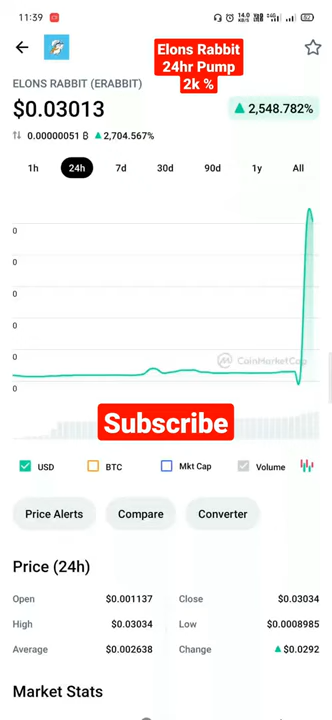 11:39
14.0
KB/S
Elons Rabbit
24hr Pump
2k %
ELONS RABBIT (ERABBIT)
$0.03013
2,548.782%
0.00000051 ₿ 2,704.567%
1h 24h 7d 30d 90d 1y All
0
0
0
0
0
0
CoinMarketCap
Subscribe
USD BTC Mkt Cap Volume
Price Alerts Compare Converter
Price (24h)
Open $0.001137 Close $0.03034
High $0.03034 Low $0.0008985
Average $0.002638 Change $0.0292
Market Stats